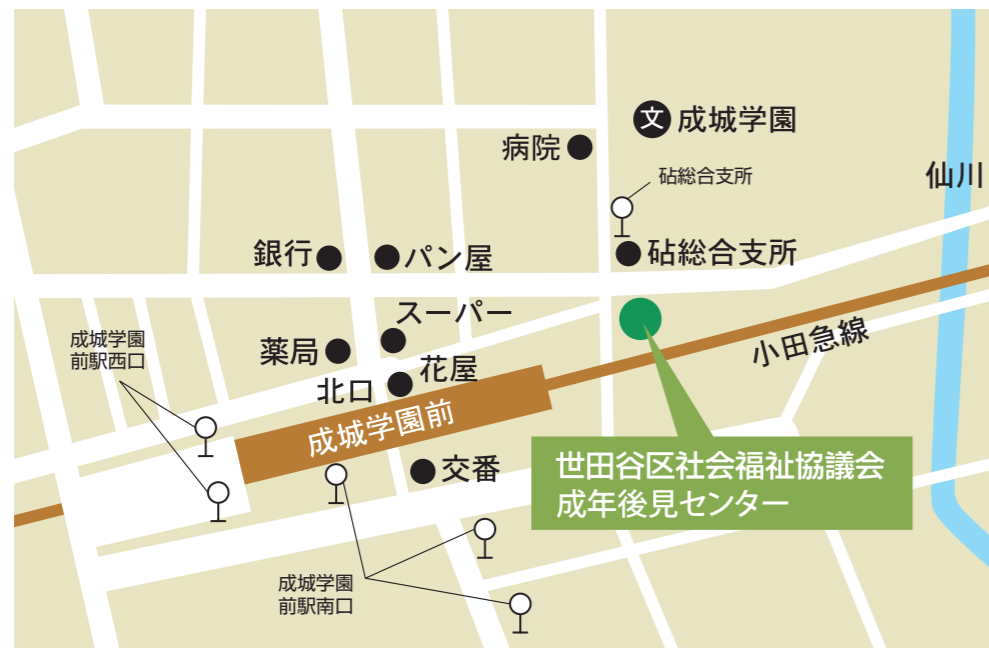 文 成城学園
病院
砧総合支所
仙川
銀行
パン屋
砧総合支所
スーパー
成城学園
前駅西口
薬局
花屋
北口
小田急線
成城学園前
交番
世田谷区社会福祉協議会
成年後見センター
成城学園
前駅南口